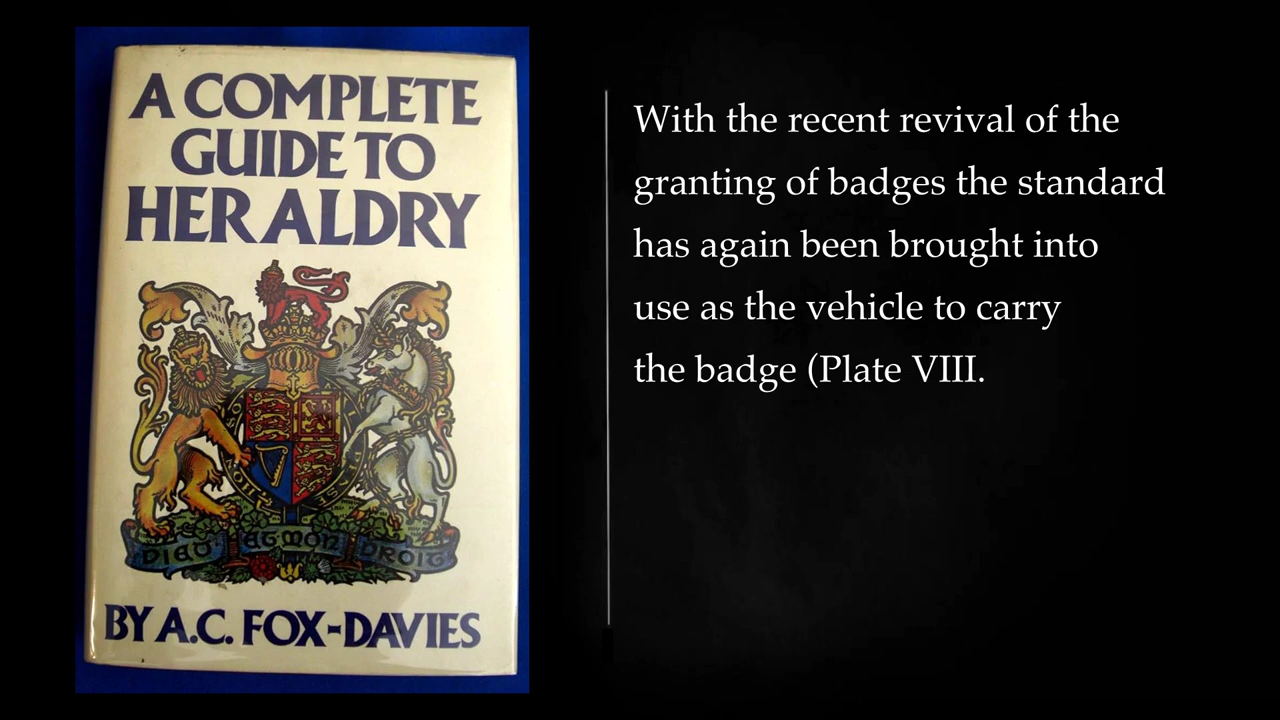 A COMPLETE
GUIDE TO
HERALDRY
DIEU ET MON DROIT
BY A.C. FOX-DAVIES
With the recent revival of the
granting of badges the standard
has again been brought into
use as the vehicle to carry
the badge (Plate VIII.